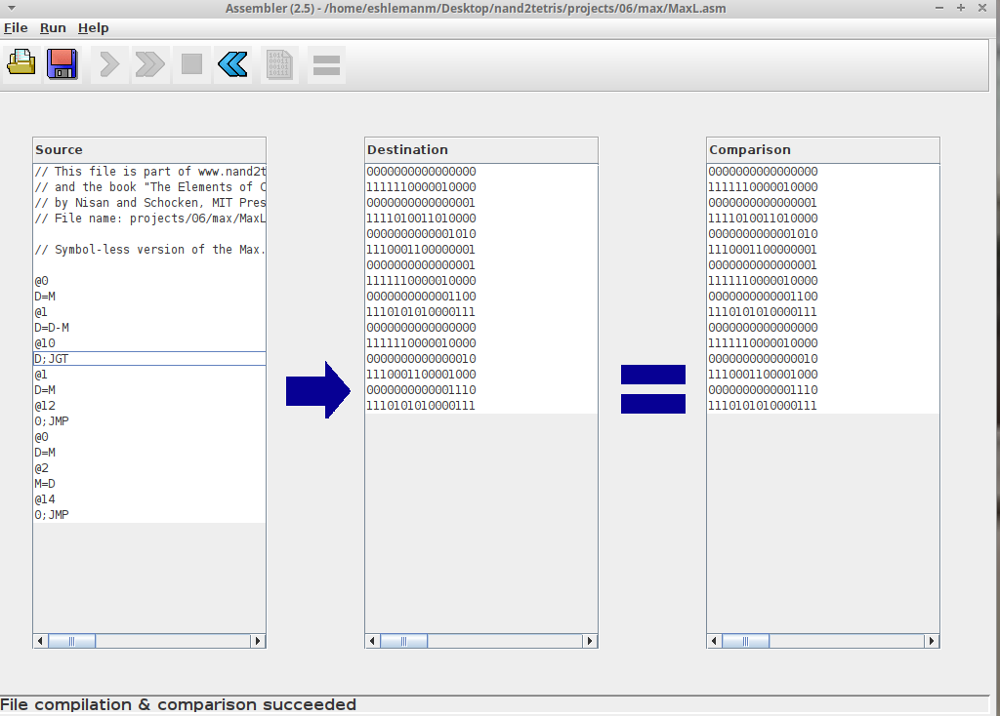 Assembler (2.5) - /home/eshlemanm/Desktop/nand2tetris/projects/06/max/MaxL.asm
File Run Help
Source
// This file is part of www.nand2t
// and the book "The Elements of C
// by Nisan and Schocken, MIT Pres
// File name: projects/06/max/MaxL
// Symbol-less version of the Max.
@0
D=M
@1
D=D-M
@10
D;JGT
@1
D=M
@12
0;JMP
@0
D=M
@2
M=D
@14
0;JMP
Destination
0000000000000000
1111110000010000
0000000000000001
1111010011010000
0000000000001010
1110001100000001
0000000000000001
1111110000010000
0000000000001100
1110101010000111
0000000000000000
1111110000010000
0000000000000010
1110001100001000
0000000000001110
1110101010000111
Comparison
0000000000000000
1111110000010000
0000000000000001
1111010011010000
0000000000001010
1110001100000001
0000000000000001
1111110000010000
0000000000001100
1110101010000111
0000000000000000
1111110000010000
0000000000000010
1110001100001000
0000000000001110
1110101010000111
File compilation & comparison succeeded